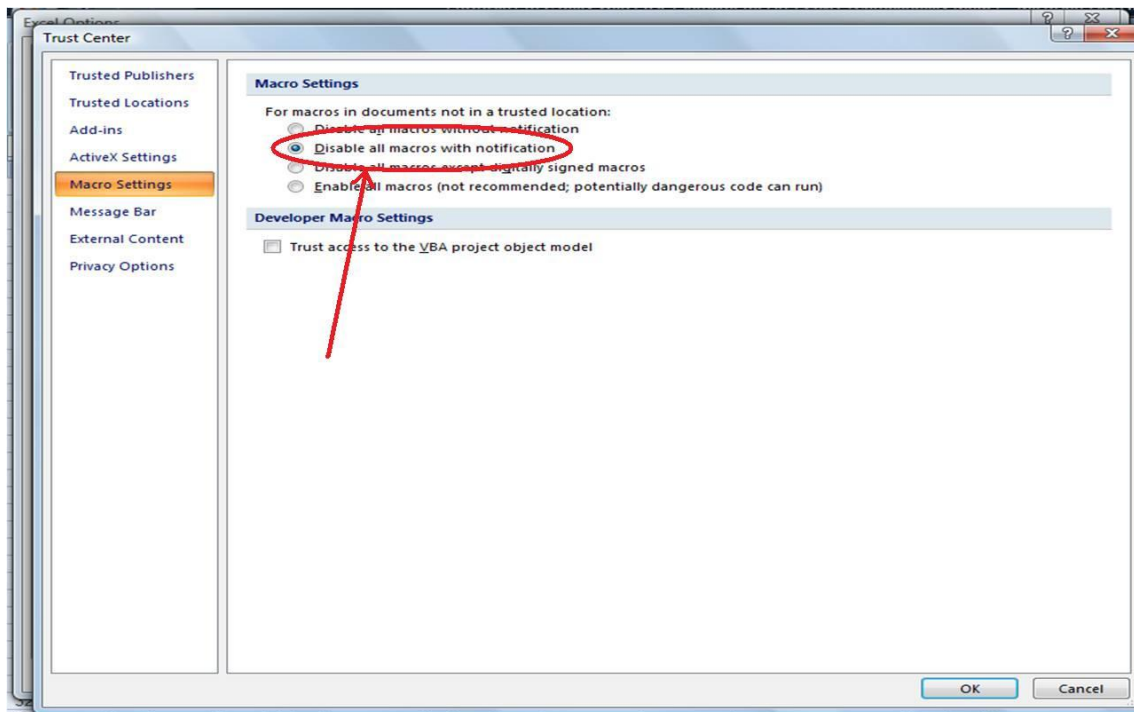 Excel Options
Trust Center
Trusted Publishers
Trusted Locations
Add-ins
ActiveX Settings
Macro Settings
Message Bar
External Content
Privacy Options
Macro Settings
For macros in documents not in a trusted location:
Disable all macros without notification
Disable all macros with notification
Disable all macros except digitally signed macros
Enable all macros (not recommended; potentially dangerous code can run)
Developer Macro Settings
Trust access to the VBA project object model
OK
Cancel